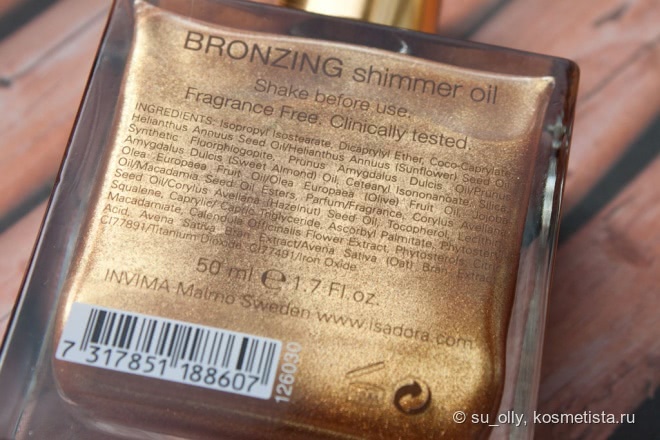 BRONZING shimmer oil
Shake before use.
Fragrance Free. Clinically tested.
INGREDIENTS: Isopropyl Isostearate, Dicaprylyl Ether, Coco-Caprylate,
Helianthus Annuus Seed Oil/Helianthus Annuus (Sunflower) Seed Oil,
Synthetic Fluorphlogopite, Prunus Amygdalus Dulcis Oil/Prunus
Amygdalus Dulcis (Sweet Almond) Oil, Cetearyl Isononanoate, Silica,
Olea Europaea Fruit Oil/Olea Europaea (Olive) Fruit Oil, Jojoba
Oil/Macadamia Seed Oil Esters, Parfum/Fragrance, Corylus Avellana
Seed Oil/Corylus Avellana (Hazelnut) Seed Oil, Tocopherol, Lecithin,
Squalene, Caprylic/Capric Triglyceride, Ascorbyl Palmitate, Phytosteryl
Macadamiate, Calendula Officinalis Flower Extract, Phytosterols, Citric
Acid, Avena Sativa Bran Extract/Avena Sativa (Oat) Bran Extract,
CI77891/Titanium Dioxide, CI77491/Iron Oxide.
50 ml e 1.7 Fl.oz.
INVIMA Malmö Sweden www.isadora.com
7 317851 188607
126030
© su_olly, kosmetista.ru